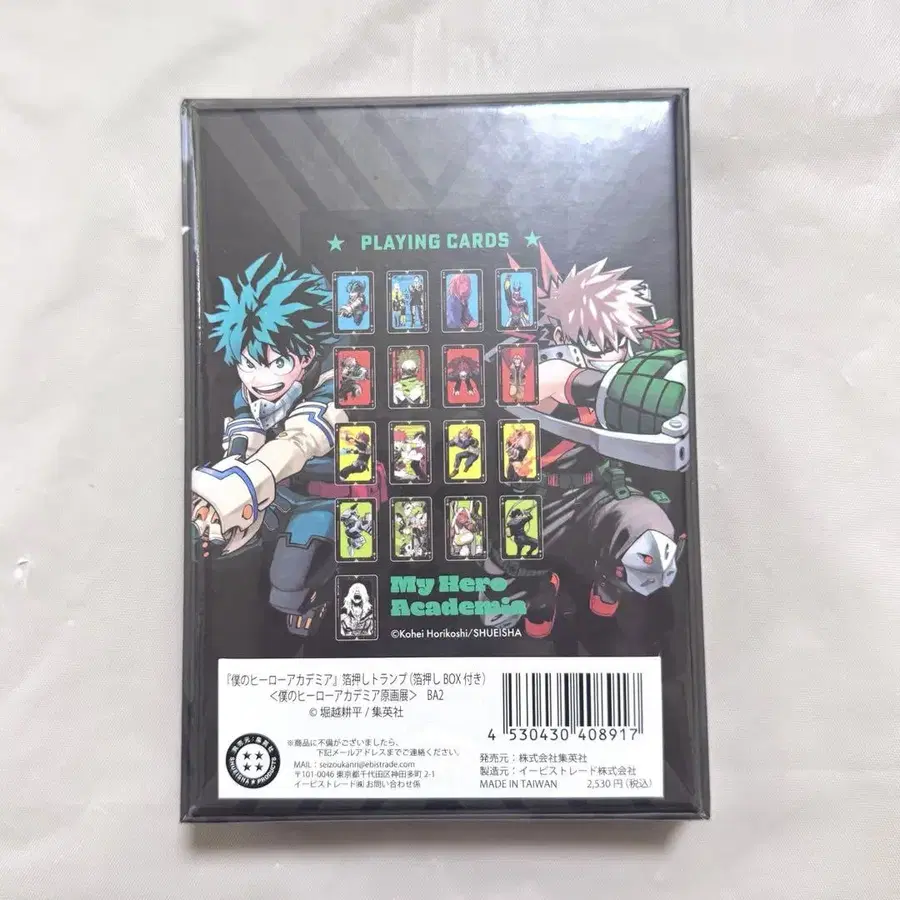 ★ PLAYING CARDS ★
My Hero
Academia
©Kohei Horikoshi/SHUEISHA
『僕のヒーローアカデミア』箔押しトランプ（箔押しBOX付き）
＜僕のヒーローアカデミア原画展＞ BA2
© 堀越耕平 / 集英社
4 530430 408917
※商品に不備がございましたら、
下記メールアドレスまでご連絡ください。
MAIL：seizoukanri@ebistrade.com
〒101-0046 東京都千代田区神田多町 2-1
イービストレード㈱ お問い合わせ係
発売元：株式会社集英社
製造元：イービストレード株式会社
MADE IN TAIWAN 2,530 円（税込）
発売元：集英社
SHUEISHA PRODUCTS